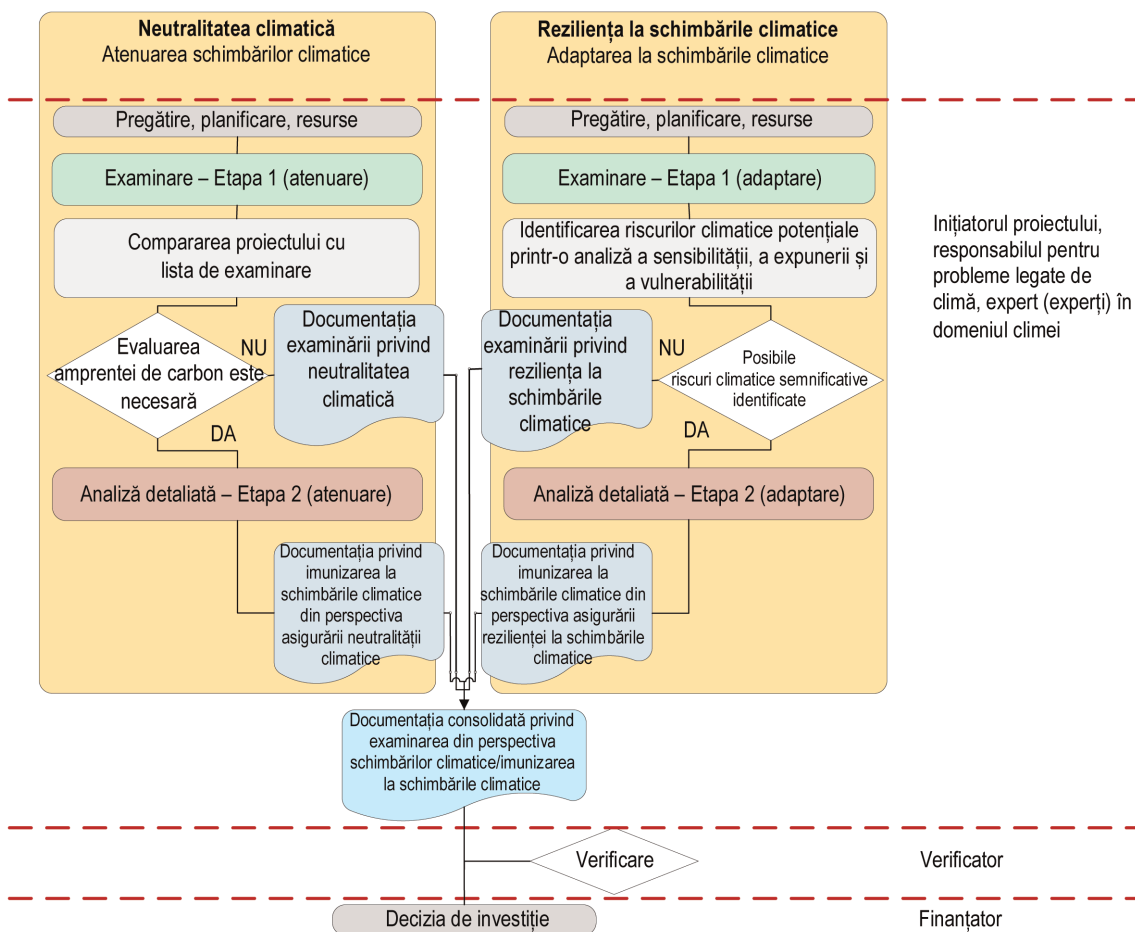 Neutralitatea climatică
Atenuarea schimbărilor climatice
Pregătire, planificare, resurse
Examinare – Etapa 1 (atenuare)
Compararea proiectului cu
lista de examinare
Evaluarea
amprentei de carbon este
necesară
NU
DA
Documentația
examinării privind
neutralitatea
climatică
Analiză detaliată – Etapa 2 (atenuare)
Documentația privind
imunizarea la
schimbările climatice
din perspectiva
asigurării neutralității
climatice
Reziliența la schimbările climatice
Adaptarea la schimbările climatice
Pregătire, planificare, resurse
Examinare – Etapa 1 (adaptare)
Identificarea riscurilor climatice potențiale
printr-o analiză a sensibilității, a expunerii și
a vulnerabilității
Documentația
examinării privind
reziliența la
schimbările
climatice
NU
Posibile
riscuri climatice semnificative
identificate
DA
Analiză detaliată – Etapa 2 (adaptare)
Documentația privind
imunizarea la
schimbările climatice din
perspectiva asigurării
rezilienței la schimbările
climatice
Inițiatorul proiectului,
responsabilul pentru
probleme legate de
climă, expert (experți) în
domeniul climei
Documentația consolidată privind
examinarea din perspectiva
schimbărilor climatice/imunizarea
la schimbările climatice
Verificare
Verificator
Decizia de investiție
Finanțator